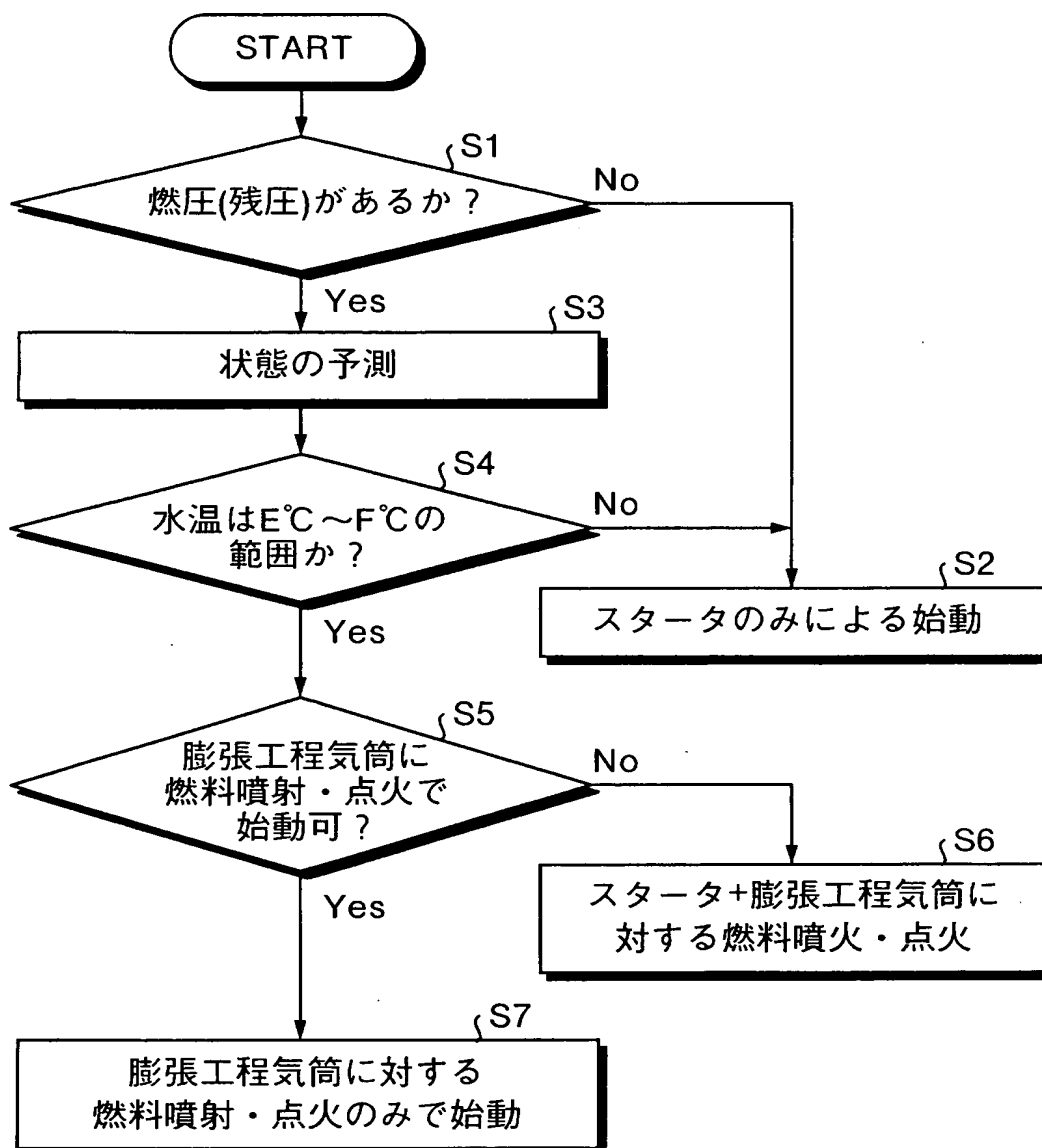 START
S1
燃圧(残圧)があるか？
No
Yes
S3
状態の予測
S4
水温はE℃～F℃の
範囲か？
No
Yes
S2
スタータのみによる始動
S5
膨張工程気筒に
燃料噴射・点火で
始動可？
No
Yes
S6
スタータ+膨張工程気筒に
対する燃料噴火・点火
S7
膨張工程気筒に対する
燃料噴射・点火のみで始動